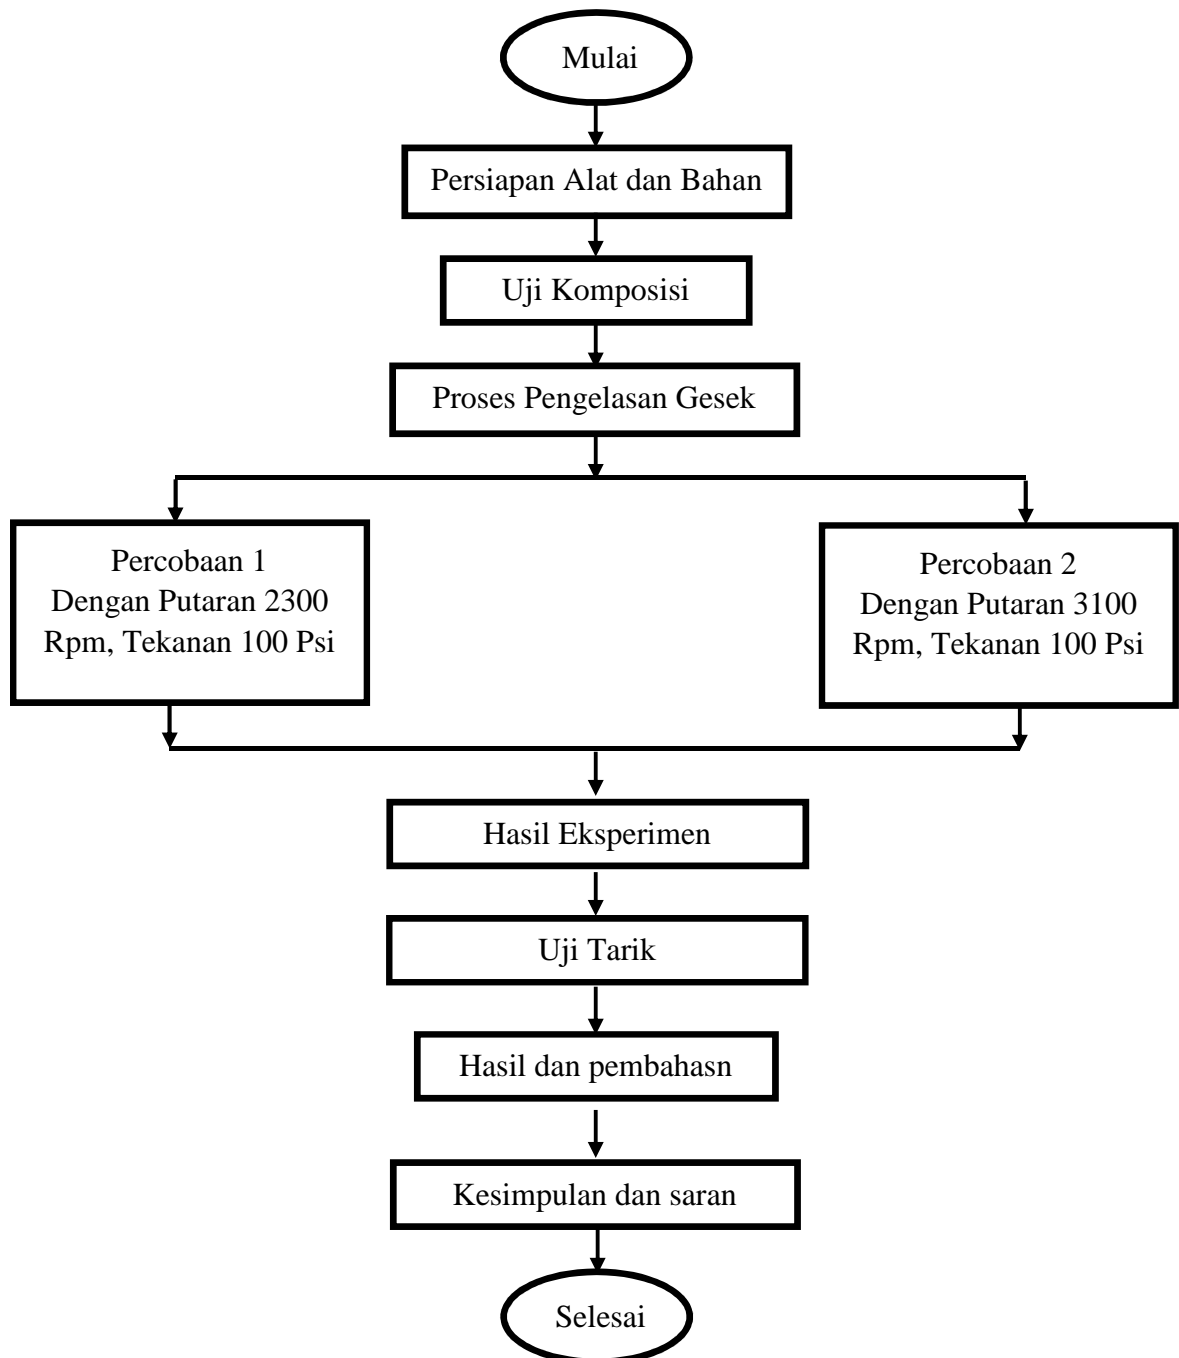 Mulai
Persiapan Alat dan Bahan
Uji Komposisi
Proses Pengelasan Gesek
Percobaan 1
Dengan Putaran 2300
Rpm, Tekanan 100 Psi
Percobaan 2
Dengan Putaran 3100
Rpm, Tekanan 100 Psi
Hasil Eksperimen
Uji Tarik
Hasil dan pembahasn
Kesimpulan dan saran
Selesai